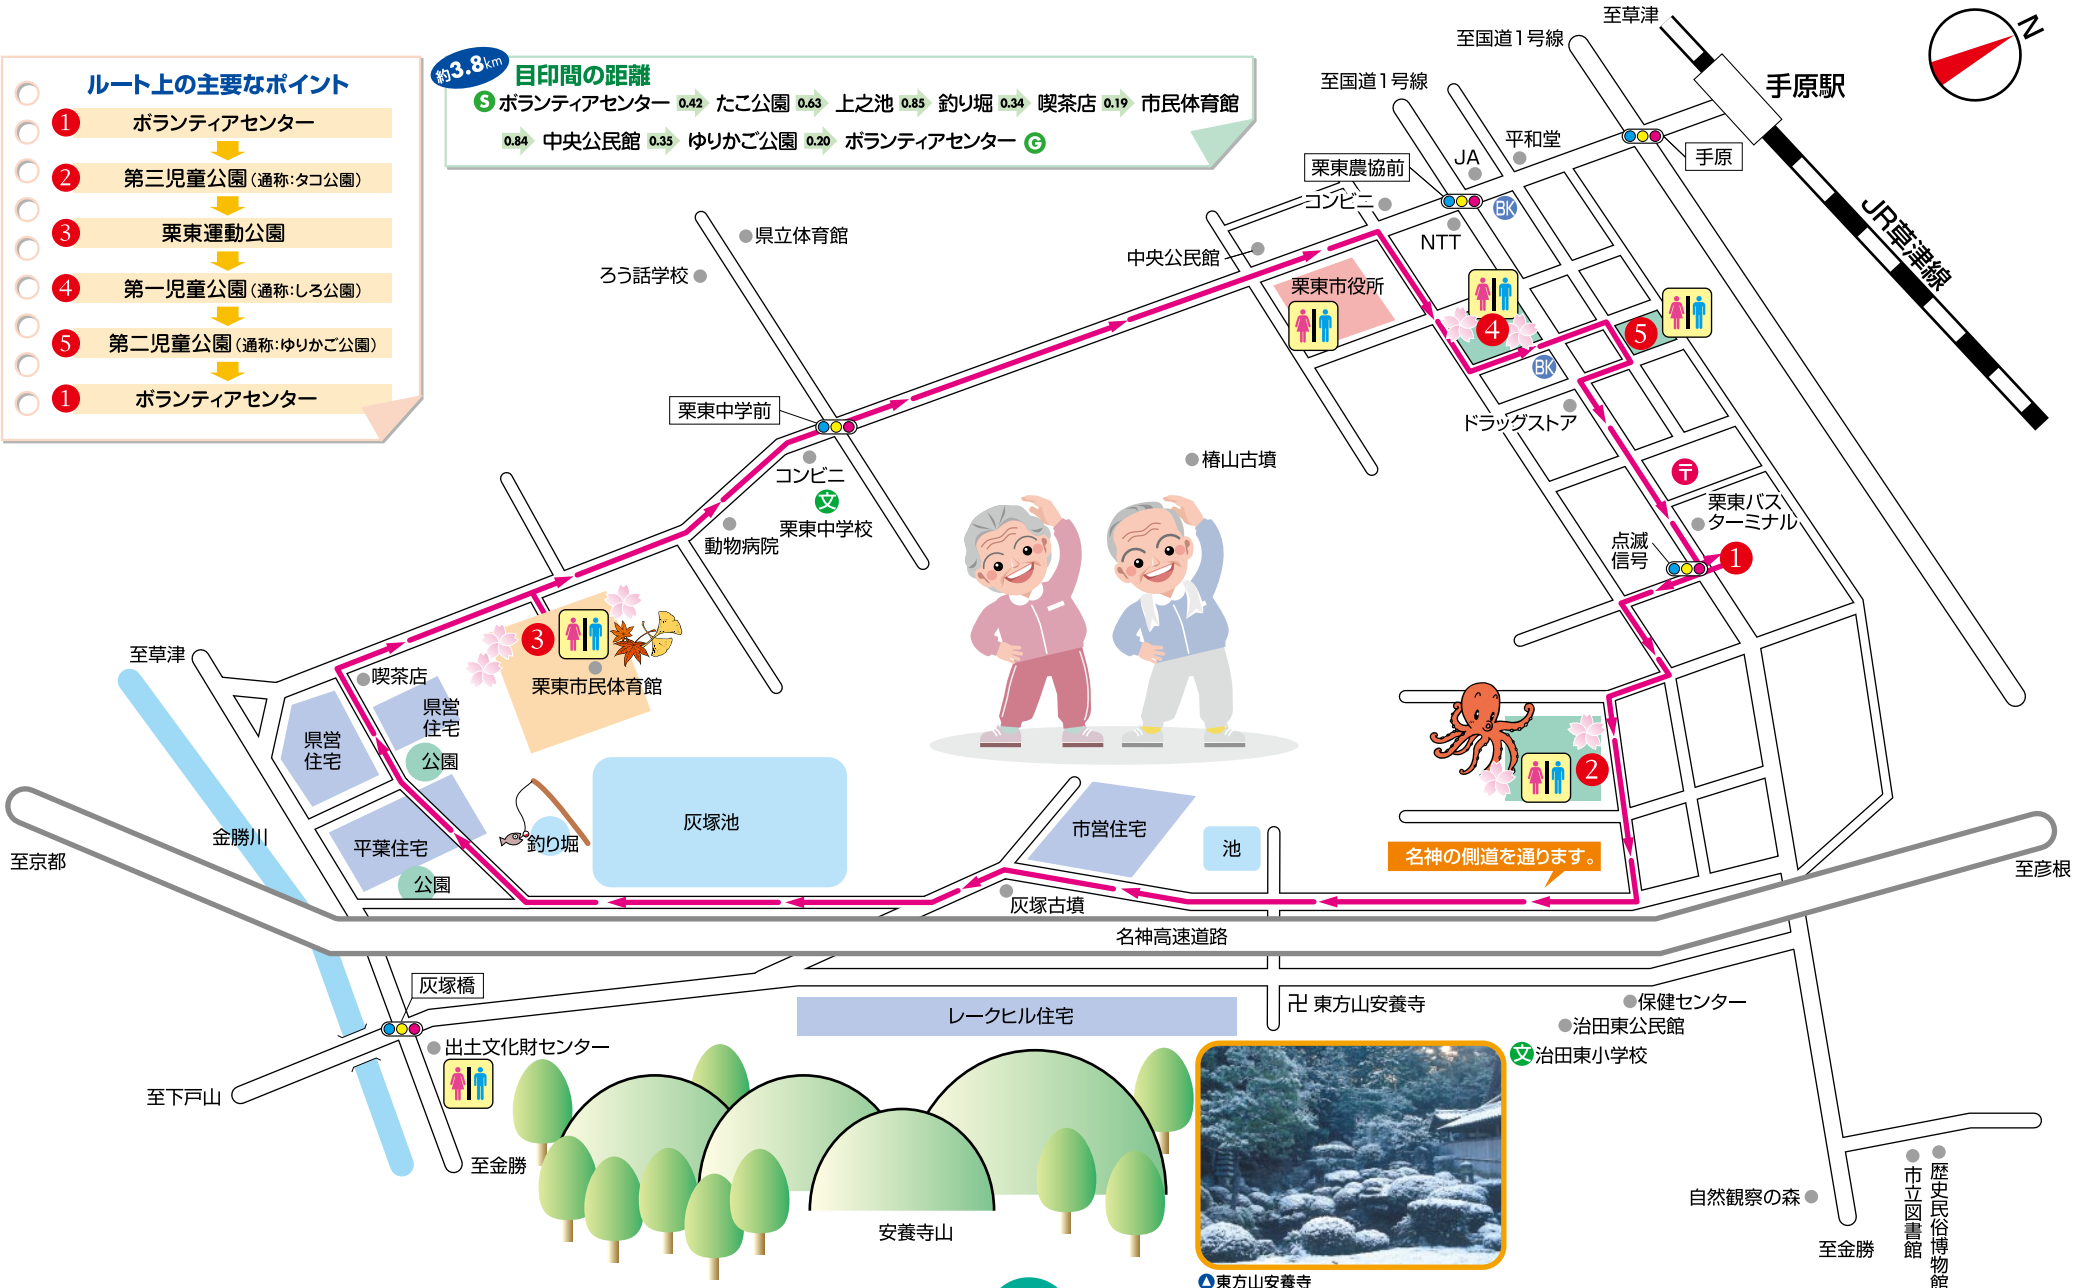 ルート上の主要なポイント
1 ボランティアセンター
2 第三児童公園(通称:タコ公園)
3 栗東運動公園
4 第一児童公園(通称:しろ公園)
5 第二児童公園(通称:ゆりかご公園)
1 ボランティアセンター
約3.8km
目印間の距離
S ボランティアセンター 0.42 たこ公園 0.63 上之池 0.85 釣り堀 0.34 喫茶店 0.19 市民体育館
0.84 中央公民館 0.35 ゆりかご公園 0.20 ボランティアセンター G
至草津
至国道1号線
至国道1号線
N
手原駅
手原
JR草津線
平和堂
JA
栗東農協前
コンビニ
BK
NTT
中央公民館
栗東市役所
4
5
BK
ドラッグストア
〒
栗東バス
ターミナル
点滅
信号
1
県立体育館
ろう話学校
栗東中学前
コンビニ
文
栗東中学校
動物病院
椿山古墳
3
栗東市民体育館
至草津
喫茶店
県営
住宅
県営
住宅
公園
平葉住宅
公園
金勝川
至京都
釣り堀
灰塚池
市営住宅
池
灰塚古墳
2
名神の側道を通ります。
至彦根
名神高速道路
灰塚橋
出土文化財センター
至下戸山
至金勝
レークヒル住宅
卍 東方山安養寺
保健センター
治田東公民館
文 治田東小学校
安養寺山
東方山安養寺
自然観察の森
至金勝
市立図書館
歴史民俗博物館